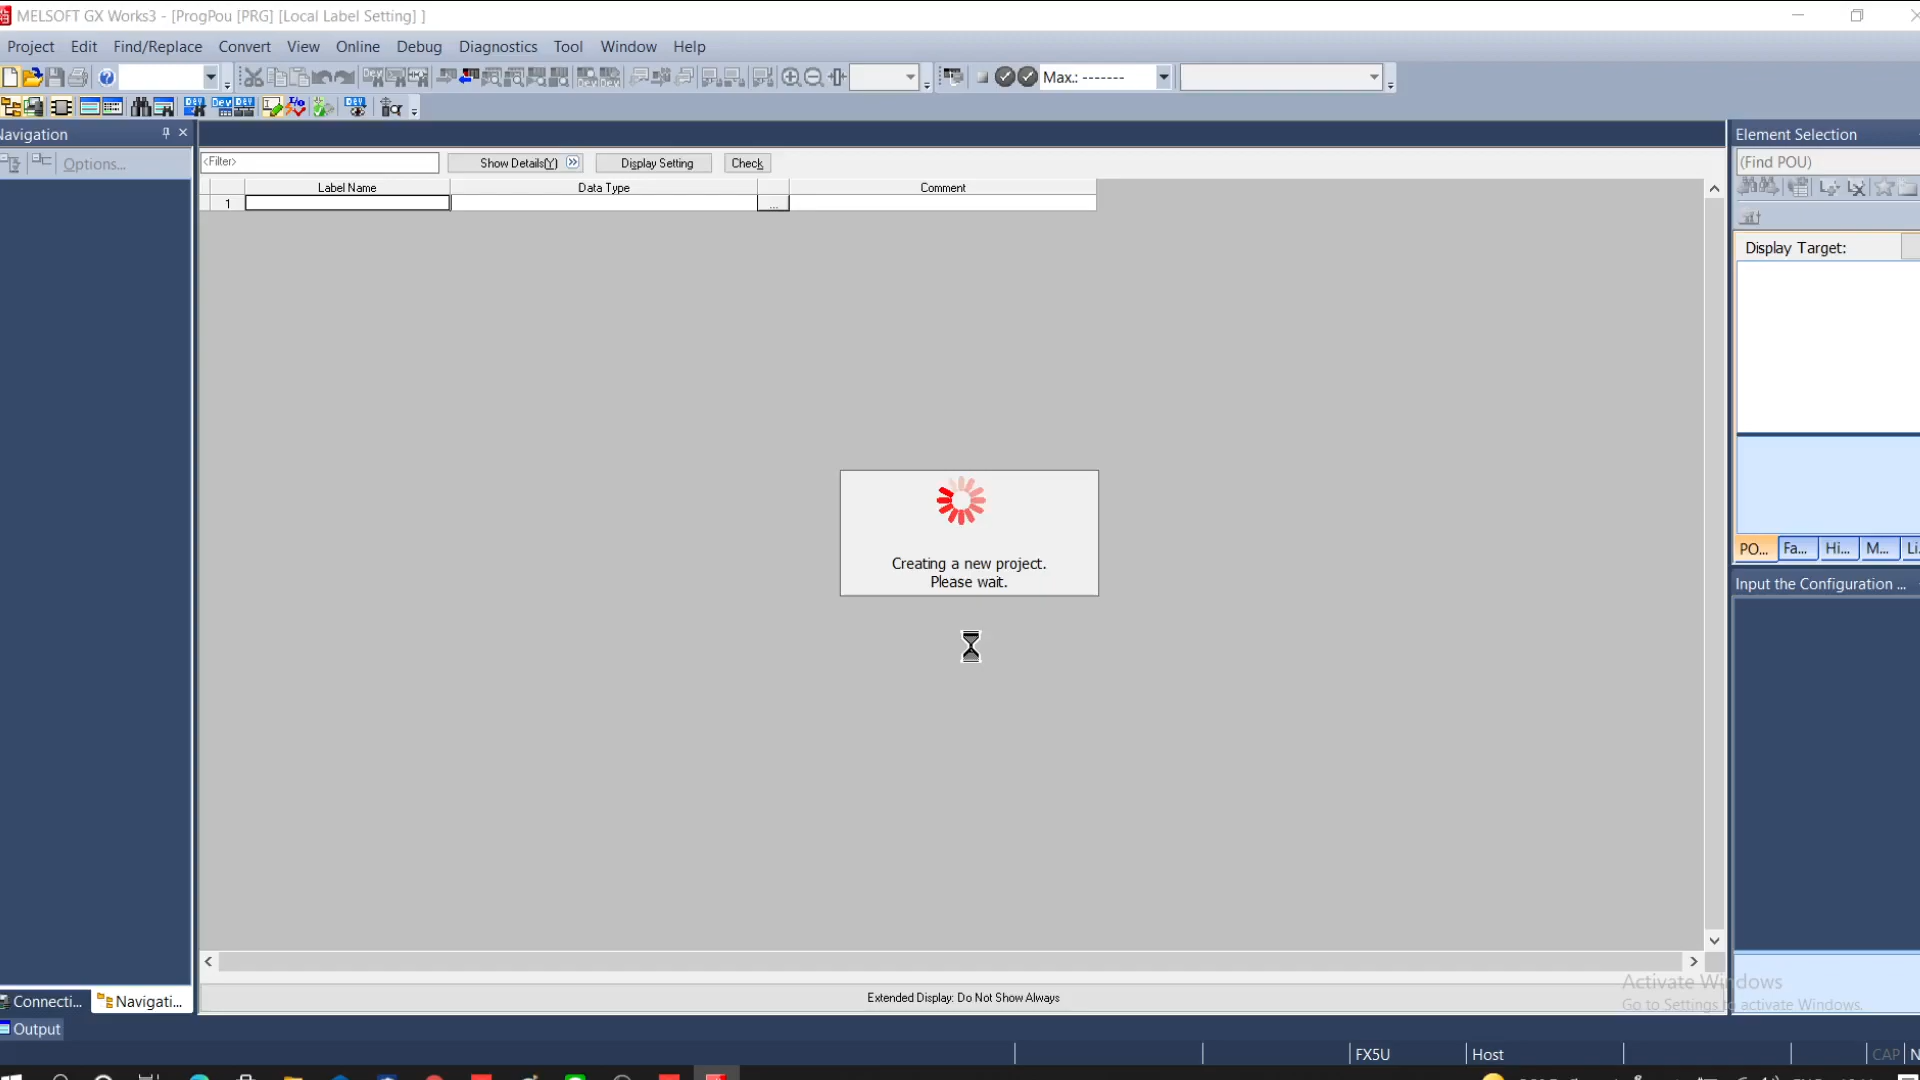 MELSOFT GX Works3 - [ProgPou [PRG] [Local Label Setting] ]
Project Edit Find/Replace Convert View Online Debug Diagnostics Tool Window Help
Max.: -------
Navigation
Element Selection
Options...
<Filter>
Show Details(Y)
Display Setting
Check
(Find POU)
Label Name
Data Type
Comment
1
...
Display Target:
PO... Fa... Hi... M... Li
Creating a new project.
Please wait.
Input the Configuration ...
Activate Windows
Go to Settings to activate Windows.
Extended Display: Do Not Show Always
Connecti... Navigati...
Output
FX5U
Host
CAP
N